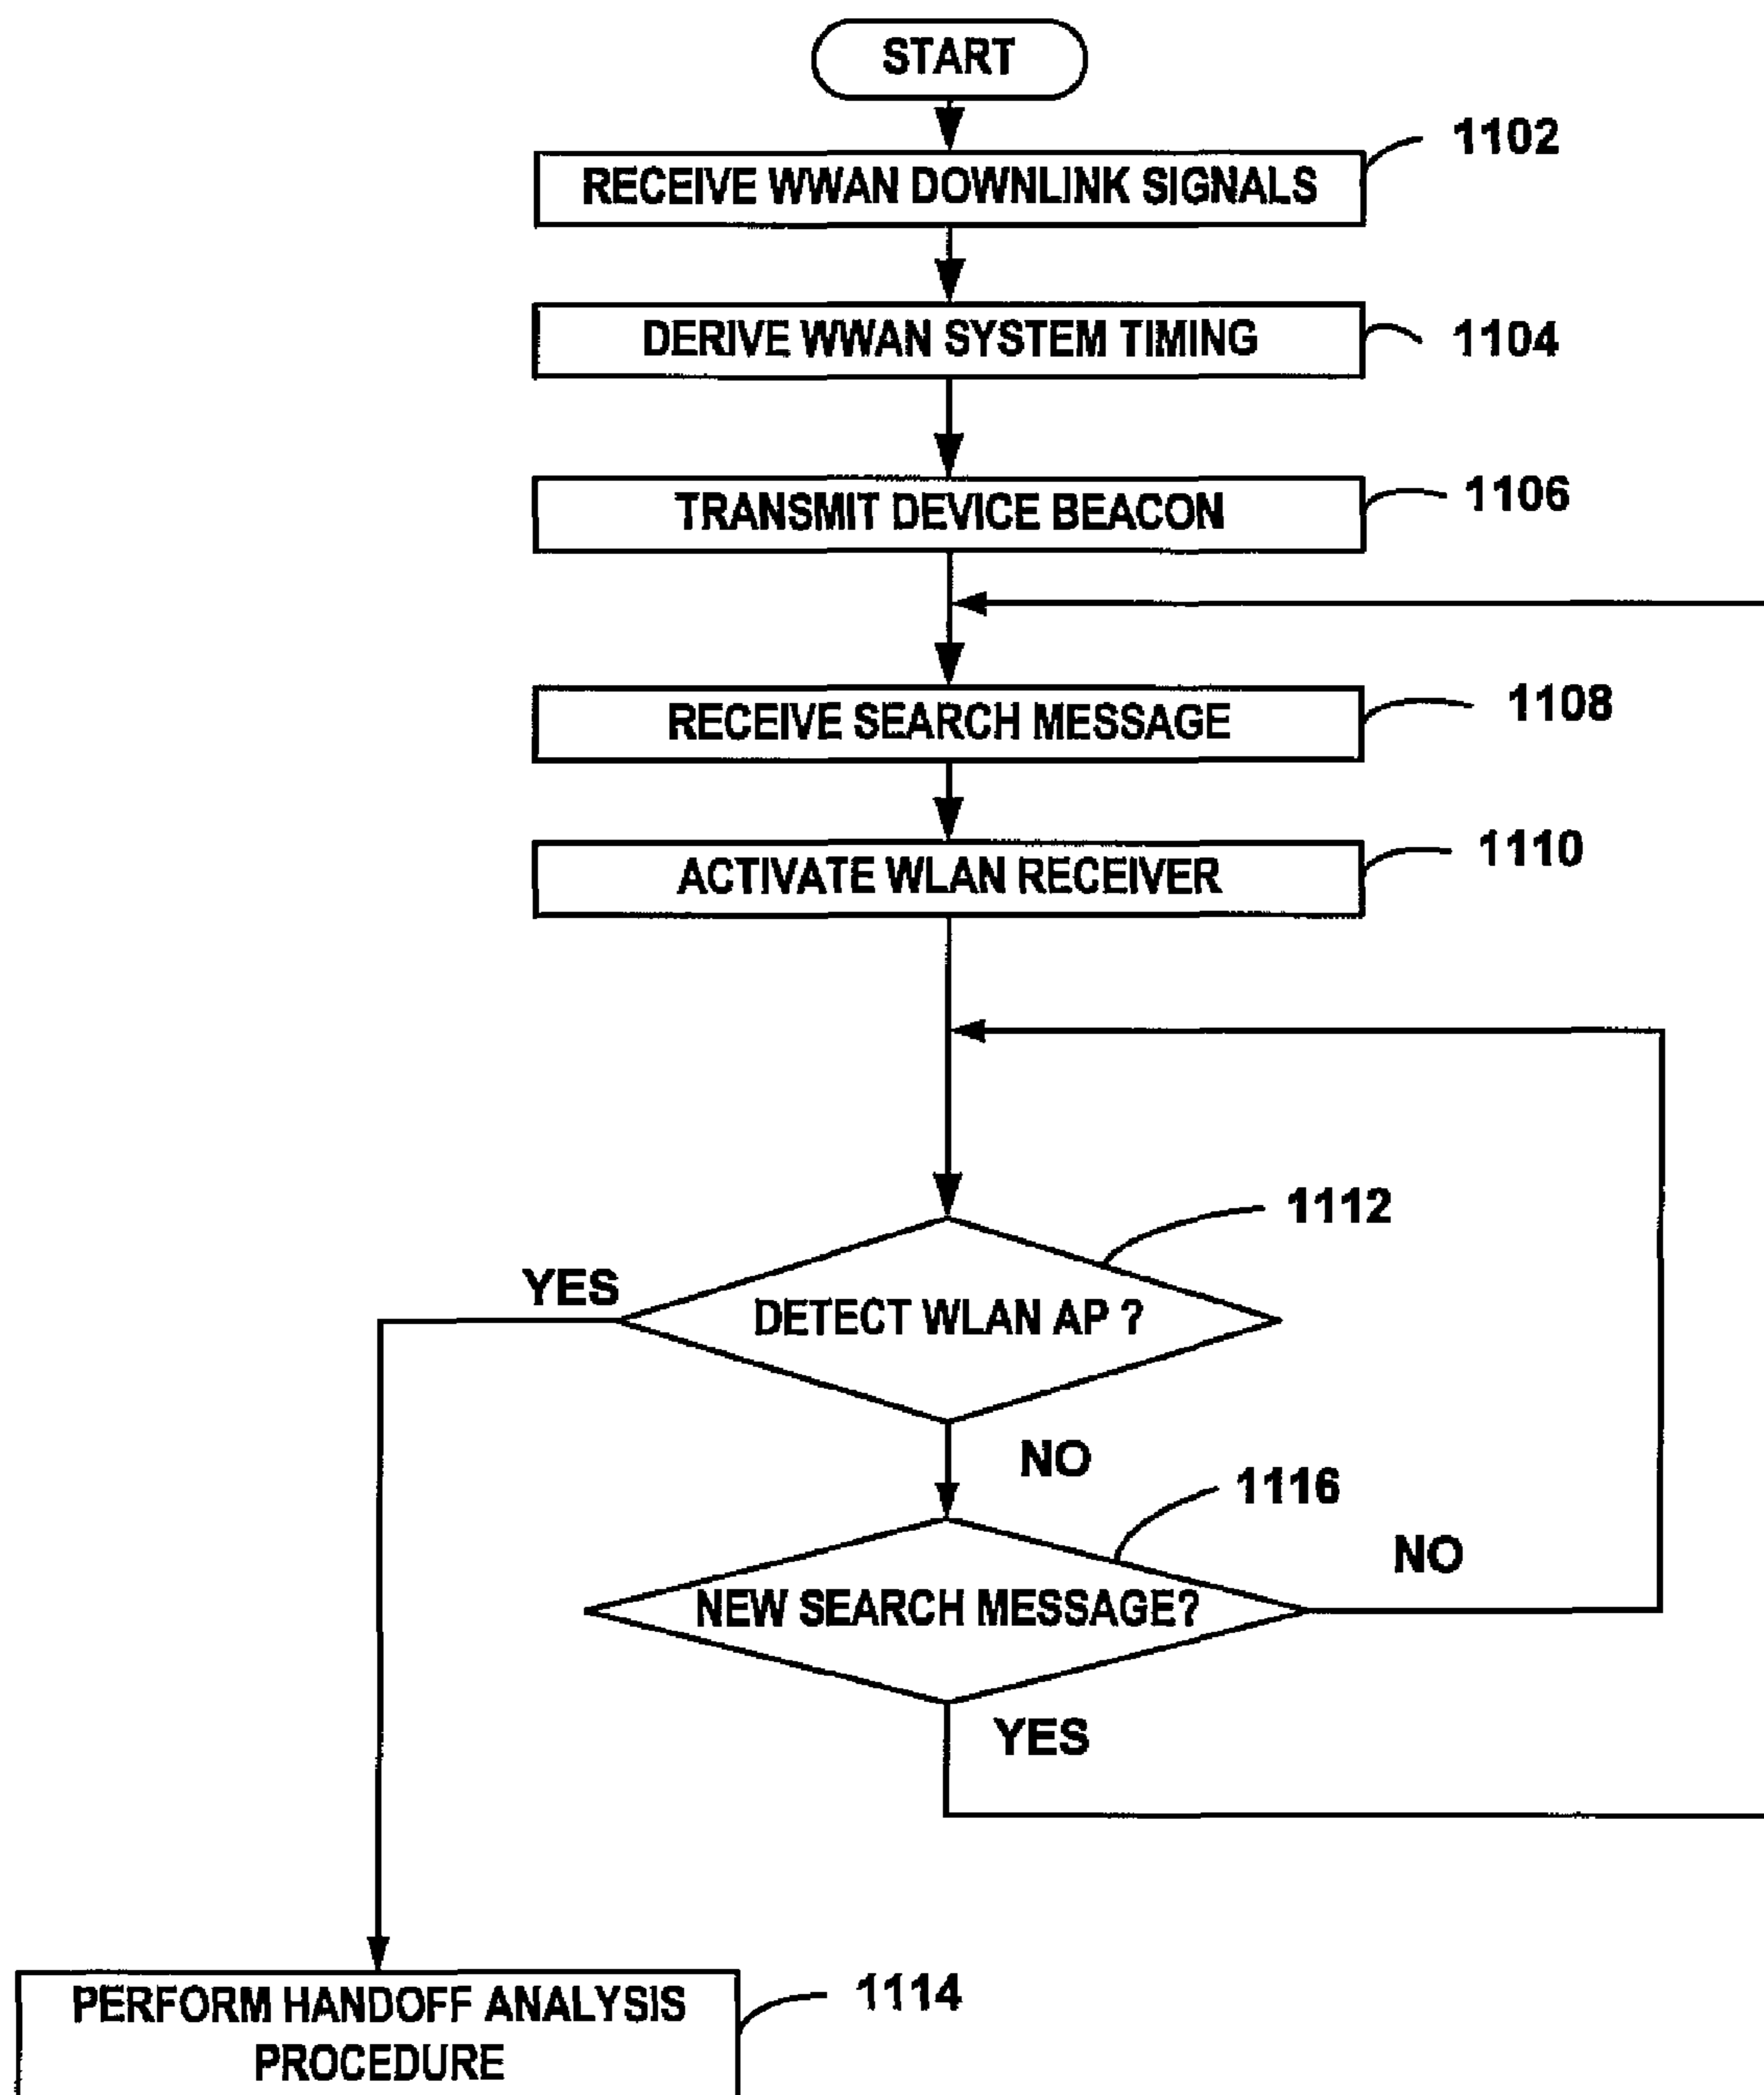 START
1102
RECEIVE WWAN DOWNLINK SIGNALS
DERIVE WWAN SYSTEM TIMING
1104
TRANSMIT DEVICE BEACON
1106
RECEIVE SEARCH MESSAGE
1108
ACTIVATE WLAN RECEIVER
1110
1112
YES
DETECT WLAN AP ?
NO
1116
NO
NEW SEARCH MESSAGE?
YES
PERFORM HANDOFF ANALYSIS
PROCEDURE
1114